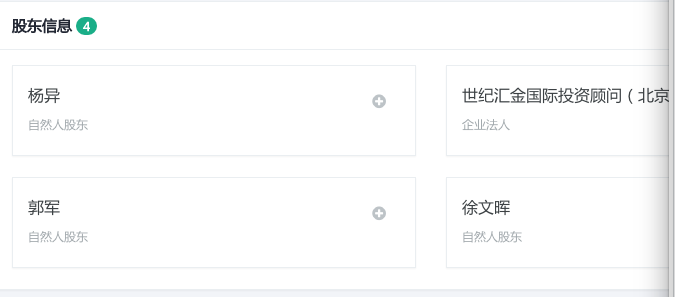 股东信息 4
杨异
自然人股东
世纪汇金国际投资顾问（北京
企业法人
郭军
自然人股东
徐文晖
自然人股东